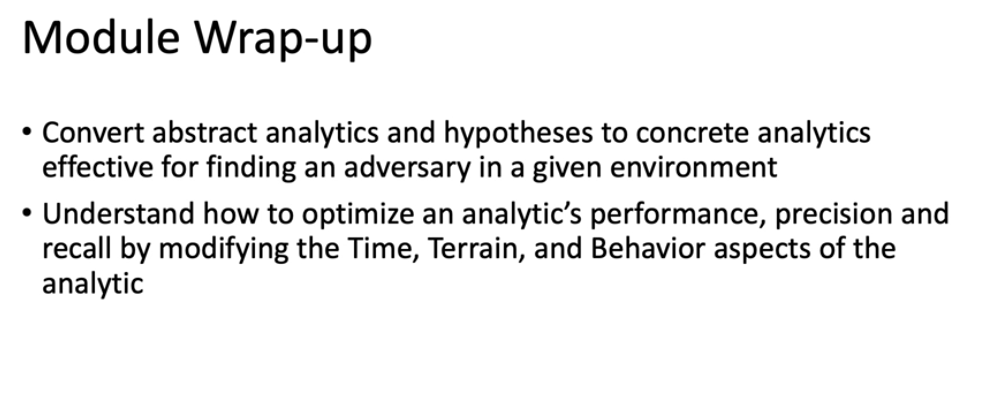 Module Wrap-up
• Convert abstract analytics and hypotheses to concrete analytics
effective for finding an adversary in a given environment
• Understand how to optimize an analytic’s performance, precision and
recall by modifying the Time, Terrain, and Behavior aspects of the
analytic